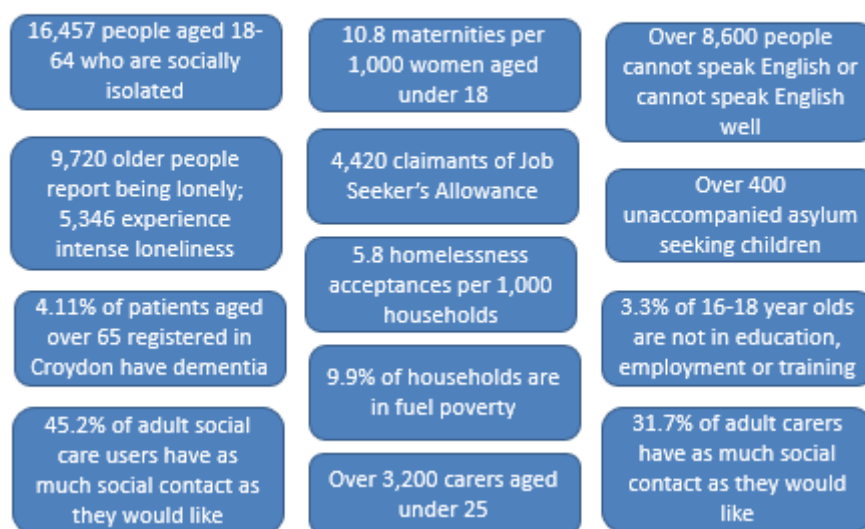 16,457 people aged 18-
64 who are socially
isolated
9,720 older people
report being lonely;
5,346 experience
intense loneliness
4.11% of patients aged
over 65 registered in
Croydon have dementia
45.2% of adult social
care users have as
much social contact as
they would like
10.8 maternities per
1,000 women aged
under 18
4,420 claimants of Job
Seeker's Allowance
5.8 homelessness
acceptances per 1,000
households
9.9% of households are
in fuel poverty
Over 3,200 carers aged
under 25
Over 8,600 people
cannot speak English or
cannot speak English
well
Over 400
unaccompanied asylum
seeking children
3.3% of 16-18 year olds
are not in education,
employment or training
31.7% of adult carers
have as much social
contact as they would
like